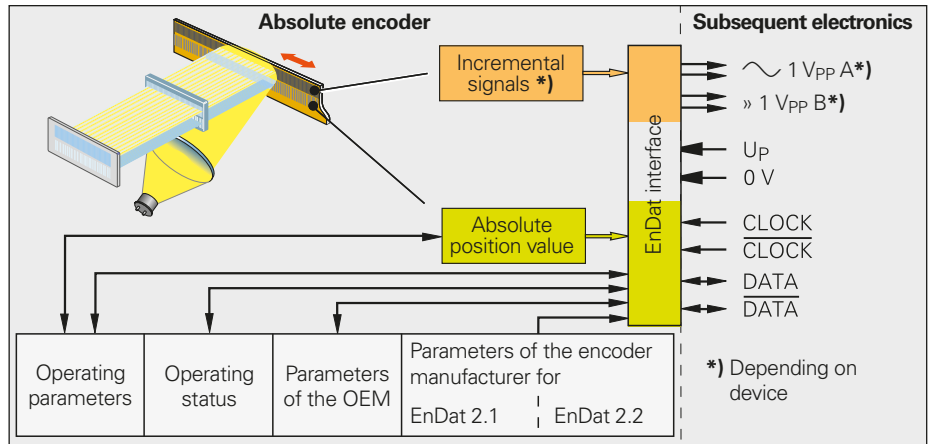 Absolute encoder
Subsequent electronics
Incremental
signals *)
EnDat interface
1 VPP A*)
» 1 VPP B*)
UP
0 V
Absolute
position value
CLOCK
CLOCK
DATA
DATA
Operating
parameters
Operating
status
Parameters
of the OEM
Parameters of the encoder
manufacturer for
EnDat 2.1
EnDat 2.2
*) Depending on
device